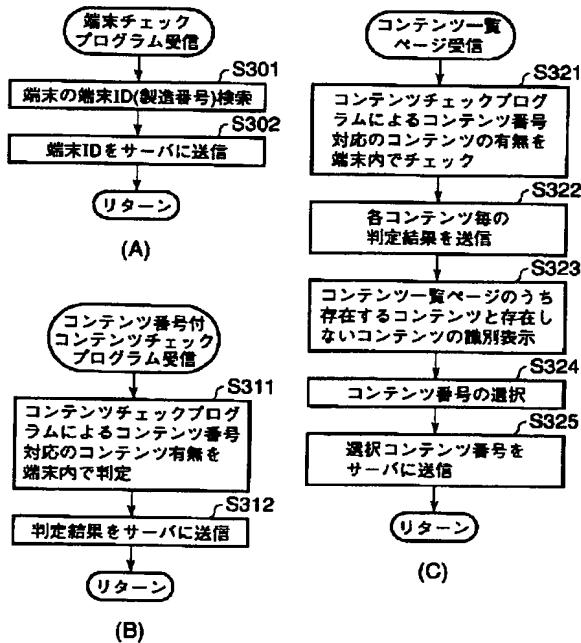 端末チェック
プログラム受信
S301
端末の端末ID(製造番号)検索
S302
端末IDをサーバに送信
リターン
(A)
コンテンツ番号付
コンテンツチェック
プログラム受信
S311
コンテンツチェックプログ
ラムによるコンテンツ番号
対応のコンテンツ有無を
端末内で判定
S312
判定結果をサーバに送信
リターン
(B)
コンテンツ一覧
ページ受信
S321
コンテンツチェックプログ
ラムによるコンテンツ番号
対応のコンテンツの有無を
端末内でチェック
S322
各コンテンツ毎の
判定結果を送信
S323
コンテンツ一覧ページのうち
存在するコンテンツと存在し
ないコンテンツの識別表示
S324
コンテンツ番号の選択
S325
選択コンテンツ番号を
サーバに送信
リターン
(C)